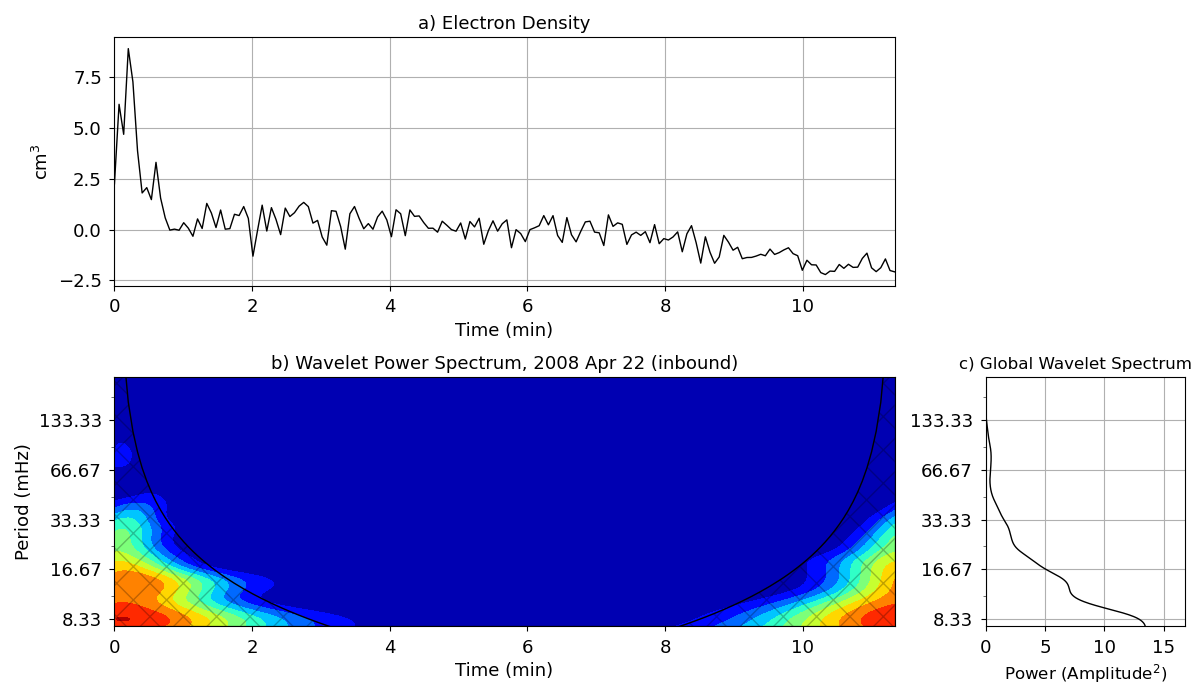 a) Electron Density
cm³
7.5
5.0
2.5
0.0
−2.5
0 2 4 6 8 10
Time (min)
b) Wavelet Power Spectrum, 2008 Apr 22 (inbound)
Period (mHz)
133.33
66.67
33.33
16.67
8.33
0 2 4 6 8 10
Time (min)
c) Global Wavelet Spectrum
133.33
66.67
33.33
16.67
8.33
0 5 10 15
Power (Amplitude²)